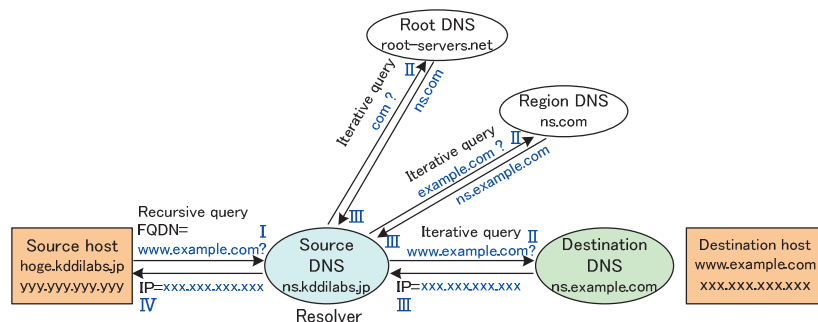 Root DNS
root-servers.net
Iterative query
com ?
II
ns.com
Region DNS
ns.com
Iterative query
example.com ?
II
ns.example.com
III
III
Recursive query
FQDN=
I
www.example.com?
Source host
hoge.kddilabs.jp
yyy.yyy.yyy.yyy
IP=xxx.xxx.xxx.xxx
IV
Source
DNS
ns.kddilabs.jp
Resolver
Iterative query
II
www.example.com?
IP=xxx.xxx.xxx.xxx
III
Destination
DNS
ns.example.com
Destination host
www.example.com
xxx.xxx.xxx.xxx